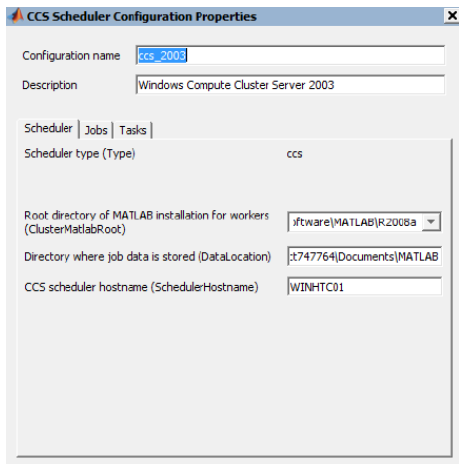 CCS Scheduler Configuration Properties
Configuration name ccs_2003
Description Windows Compute Cluster Server 2003
Scheduler Jobs Tasks
Scheduler type (Type) ccs
Root directory of MATLAB installation for workers
(ClusterMatlabRoot) oftware\MATLAB\R2008a
Directory where job data is stored (DataLocation) :t747764\Documents\MATLAB
CCS scheduler hostname (SchedulerHostname) WINHTC01